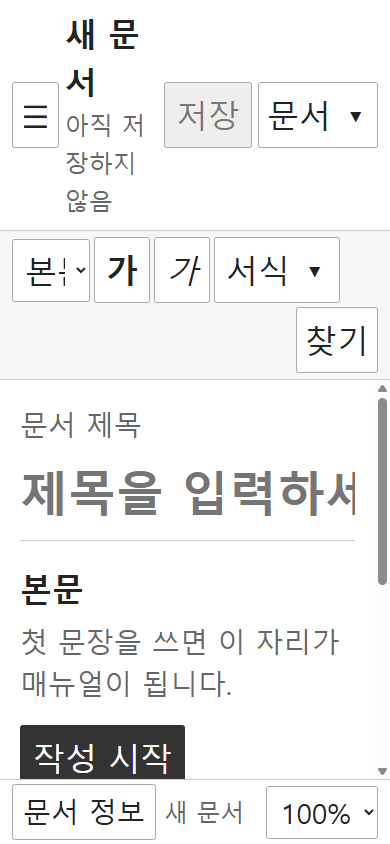 새 문
서
아직 저
장하지
않음
☰
저장
문서 ▼
본문
가
가
서식 ▼
찾기
문서 제목
제목을 입력하세
본문
첫 문장을 쓰면 이 자리가
매뉴얼이 됩니다.
작성 시작
문서 정보
새 문서
100%